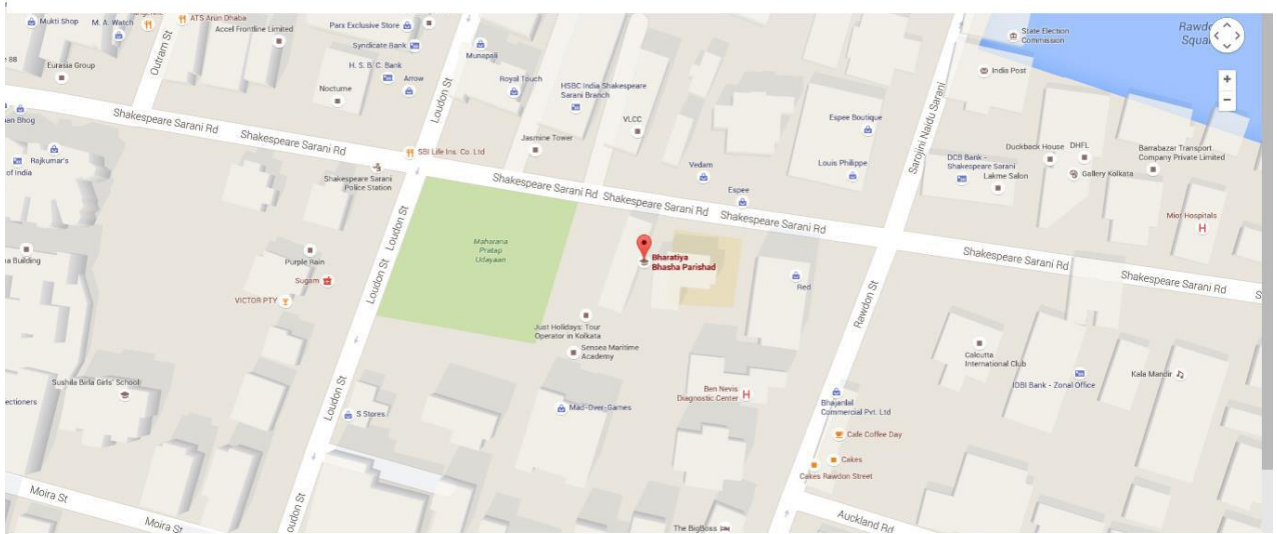 Mukti Shop
M. A. Watch
ATS Arun Dhaba
Accel Frontline Limited
Parx Exclusive Store
Syndicate Bank
Munapali
State Election
Commission
Eurasia Group
Outram St
H. S. B. C. Bank
Arrow
Loudon St
Royal Touch
HSBC India Shakespeare
Sarani Branch
India Post
+
−
Nocturne
Shakespeare Sarani Rd
Shakespeare Sarani Rd
Jasmine Tower
VLCC
Espee Boutique
Sarojini Naidu Sarani
Duckback House
DHFL
Barrabazar Transport
Company Private Limited
Rajkumar's
of India
SBI Life Ins. Co. Ltd
Shakespeare Sarani
Police Station
Vedam
Louis Philippe
DCB Bank -
Shakespeare Sarani
Lakme Salon
Gallery Kolkata
Shakespeare Sarani Rd
Shakespeare Sarani Rd
Espee
Shakespeare Sarani Rd
Miot Hospitals
H
Loudon St
Loudon St
Maharana
Pratap
Udayaan
Bharatiya
Bhasha Parishad
Shakespeare Sarani Rd
Shakespeare Sarani Rd
S
Purple Rain
Sugam
VICTOR PTY
Red
Rawdon St
Just Holidays: Tour
Operator in Kolkata
Sensea Maritime
Academy
Calcutta
International Club
Kala Mandir
IDBI Bank - Zonal Office
Sushila Birla Girls' School
Loudon St
S Stores
Mad-Over-Games
Ben Nevis
Diagnostic Center
H
Bhajanlal
Commercial Pvt. Ltd
Cafe Coffee Day
Cakes
Cakes Rawdon Street
Moira St
Moira St
The BigBoss
Auckland Rd